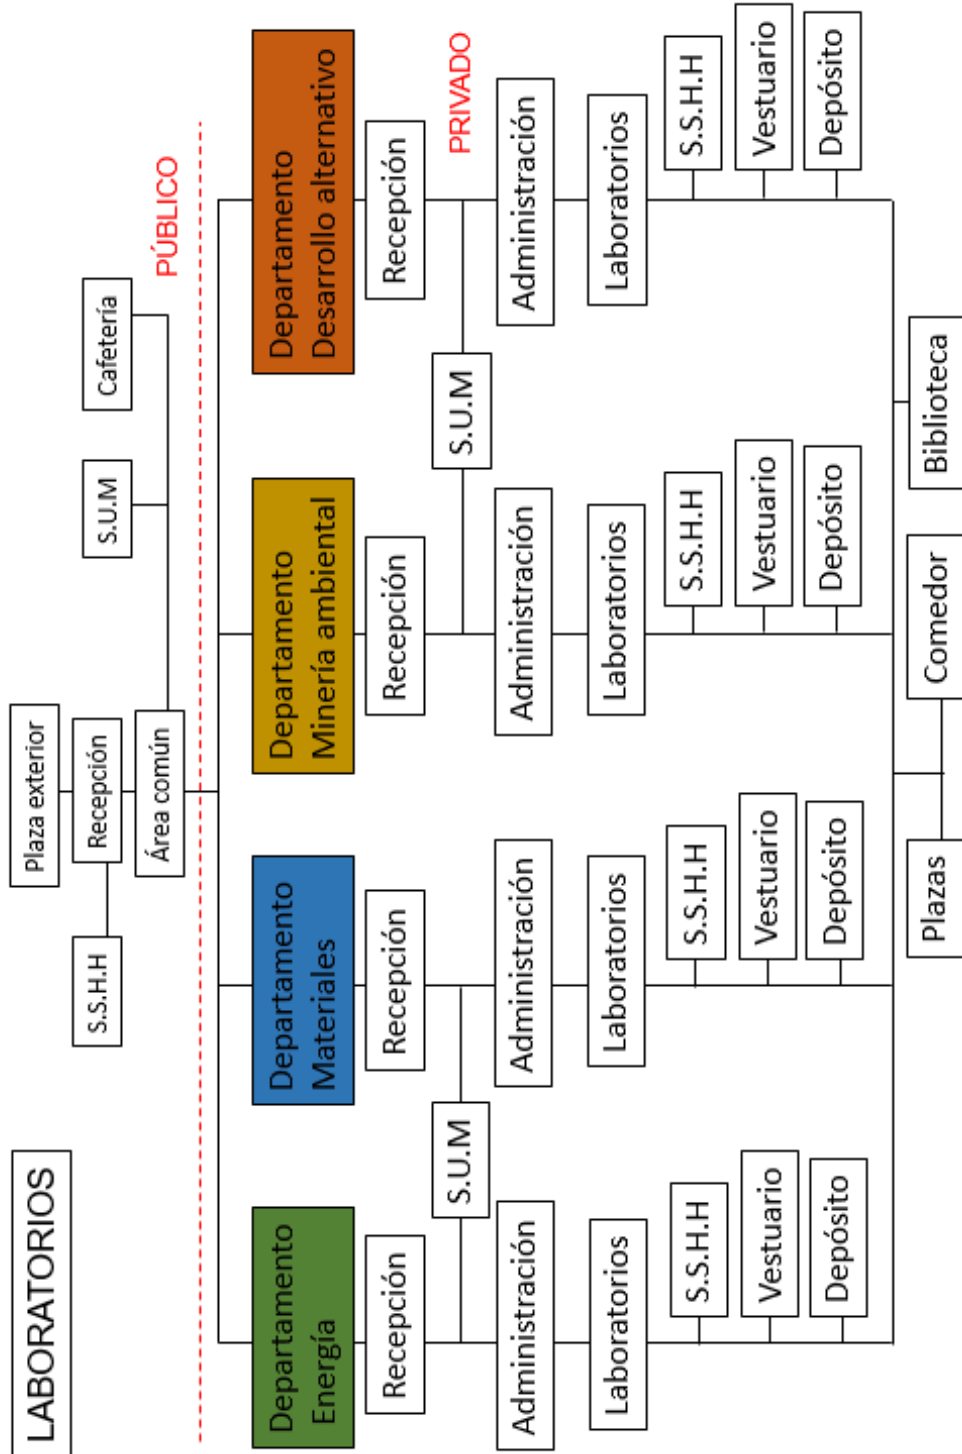 LABORATORIOS
Plaza exterior
S.S.H.H
Recepción
S.U.M
Cafetería
Área común
PÚBLICO
Departamento
Energía
Departamento
Materiales
Departamento
Minería ambiental
Departamento
Desarrollo alternativo
Recepción
Recepción
Recepción
Recepción
S.U.M
S.U.M
PRIVADO
Administración
Administración
Administración
Administración
Laboratorios
Laboratorios
Laboratorios
Laboratorios
S.S.H.H
S.S.H.H
S.S.H.H
S.S.H.H
Vestuario
Vestuario
Vestuario
Vestuario
Depósito
Depósito
Depósito
Depósito
Plazas
Comedor
Biblioteca